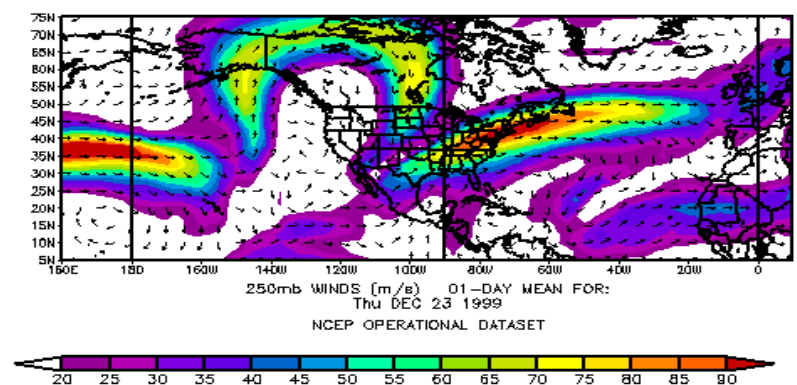 75N
70N
65N
60N
55N
50N
45N
40N
35N
30N
25N
20N
15N
10N
5N
160E 180 160W 140W 120W 100W 80W 60W 40W 20W 0
250mb WINDS (m/s) 01-DAY MEAN FOR:
Thu DEC 23 1999
NCEP OPERATIONAL DATASET
20 25 30 35 40 45 50 55 60 65 70 75 80 85 90